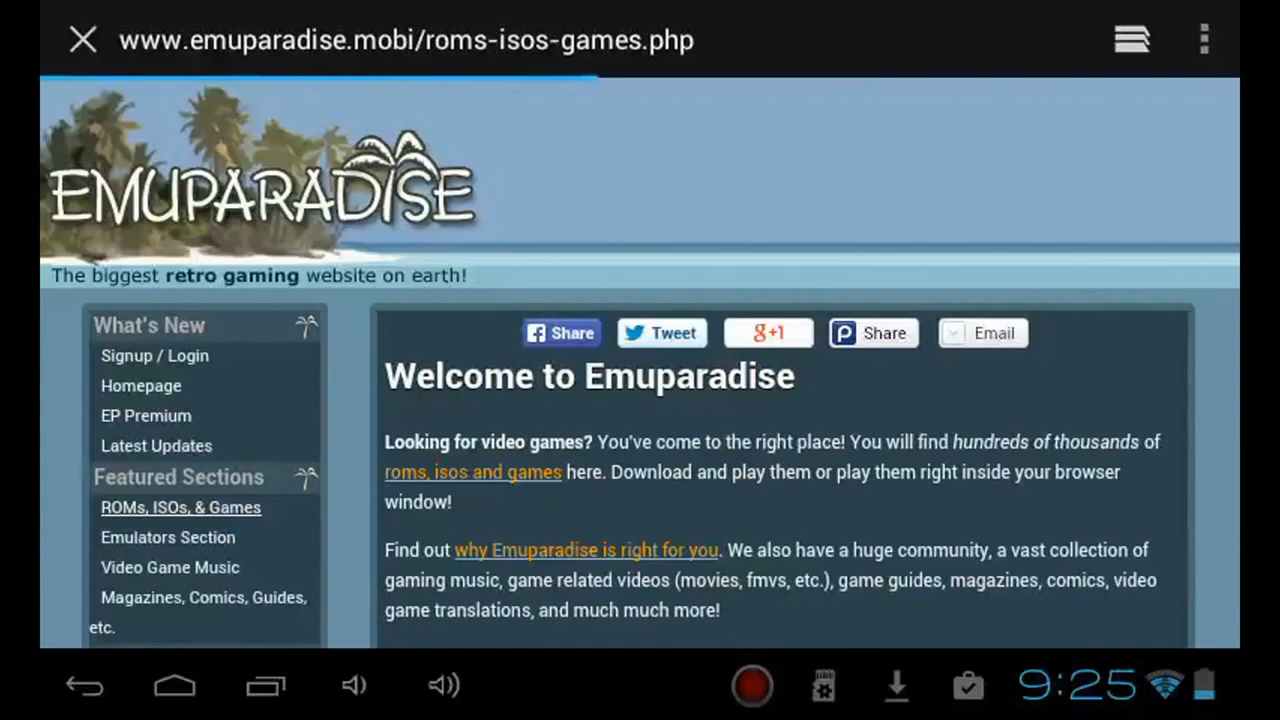 www.emuparadise.mobi/roms-isos-games.php
EMUPARADISE
The biggest retro gaming website on earth!
What's New
Signup / Login
Homepage
EP Premium
Latest Updates
Featured Sections
ROMs, ISOs, & Games
Emulators Section
Video Game Music
Magazines, Comics, Guides,
etc.
Share Tweet g+1 Share Email
Welcome to Emuparadise
Looking for video games? You've come to the right place! You will find hundreds of thousands of
roms, isos and games here. Download and play them or play them right inside your browser
window!
Find out why Emuparadise is right for you. We also have a huge community, a vast collection of
gaming music, game related videos (movies, fmvs, etc.), game guides, magazines, comics, video
game translations, and much much more!
9:25